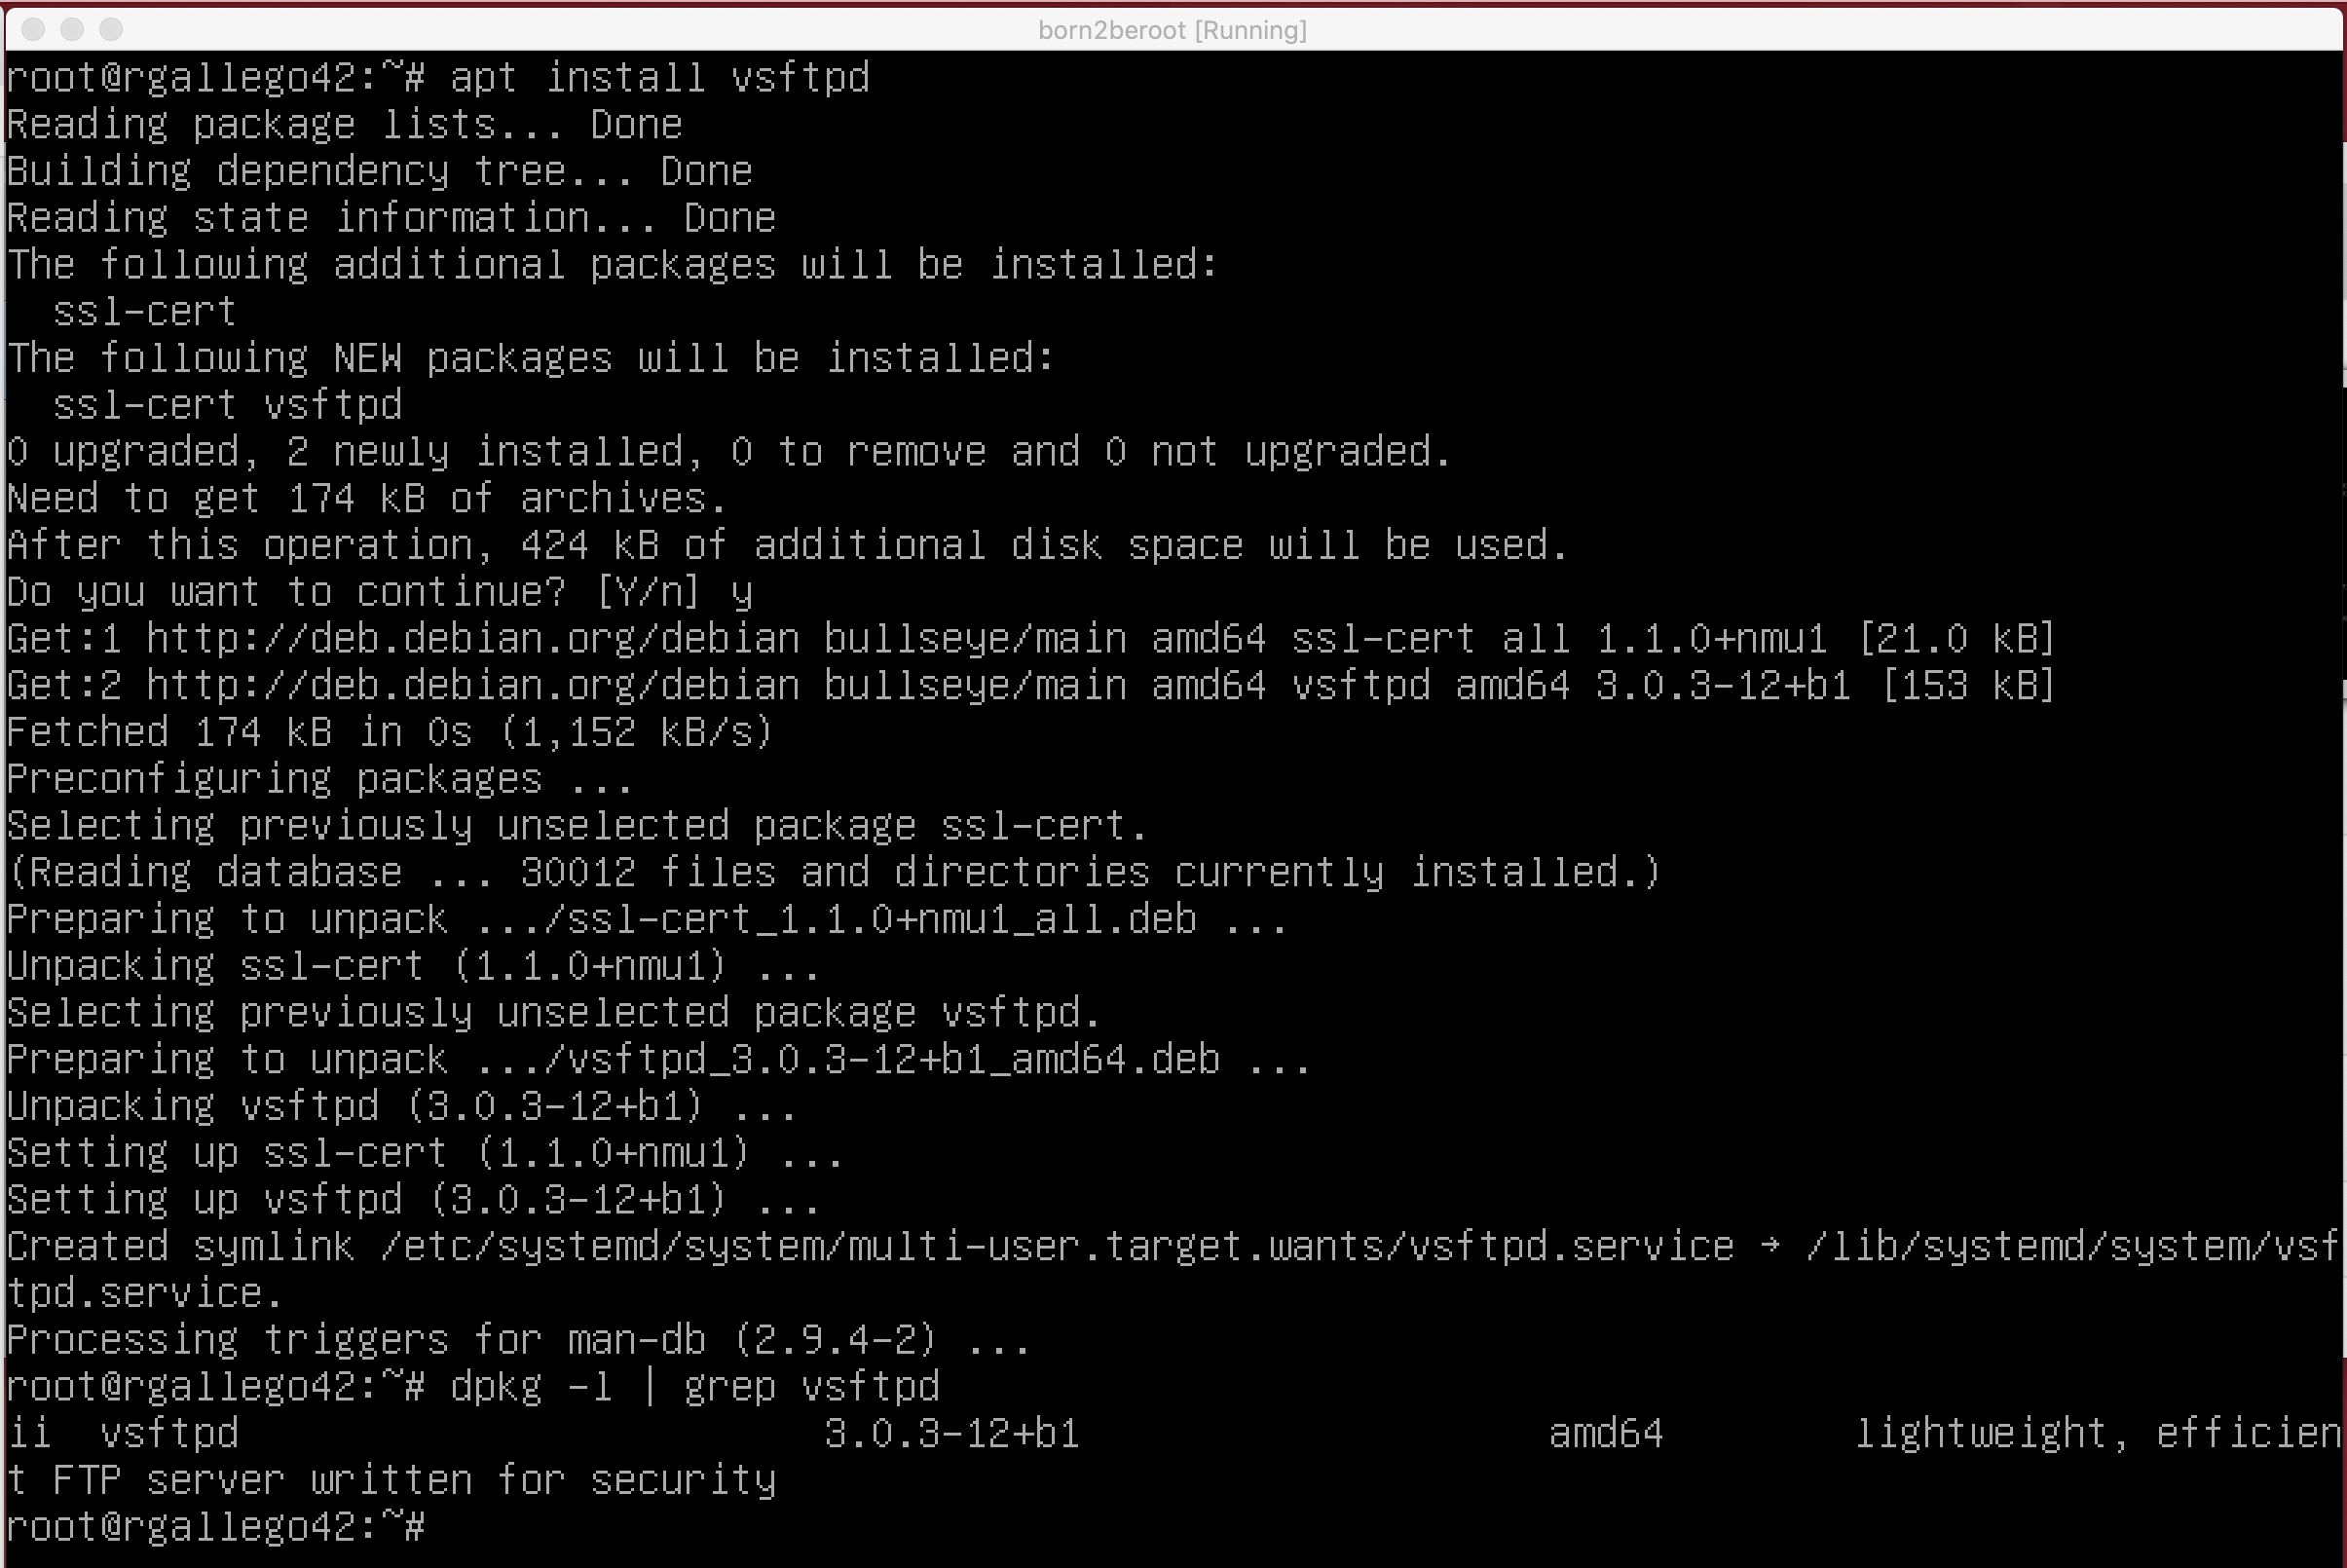 born2beroot [Running]
root@rgallego42:~# apt install vsftpd
Reading package lists... Done
Building dependency tree... Done
Reading state information... Done
The following additional packages will be installed:
  ssl-cert
The following NEW packages will be installed:
  ssl-cert vsftpd
0 upgraded, 2 newly installed, 0 to remove and 0 not upgraded.
Need to get 174 kB of archives.
After this operation, 424 kB of additional disk space will be used.
Do you want to continue? [Y/n] y
Get:1 http://deb.debian.org/debian bullseye/main amd64 ssl-cert all 1.1.0+nmu1 [21.0 kB]
Get:2 http://deb.debian.org/debian bullseye/main amd64 vsftpd amd64 3.0.3-12+b1 [153 kB]
Fetched 174 kB in 0s (1,152 kB/s)
Preconfiguring packages ...
Selecting previously unselected package ssl-cert.
(Reading database ... 30012 files and directories currently installed.)
Preparing to unpack .../ssl-cert_1.1.0+nmu1_all.deb ...
Unpacking ssl-cert (1.1.0+nmu1) ...
Selecting previously unselected package vsftpd.
Preparing to unpack .../vsftpd_3.0.3-12+b1_amd64.deb ...
Unpacking vsftpd (3.0.3-12+b1) ...
Setting up ssl-cert (1.1.0+nmu1) ...
Setting up vsftpd (3.0.3-12+b1) ...
Created symlink /etc/systemd/system/multi-user.target.wants/vsftpd.service → /lib/systemd/system/vsf
tpd.service.
Processing triggers for man-db (2.9.4-2) ...
root@rgallego42:~# dpkg -l | grep vsftpd
ii  vsftpd                         3.0.3-12+b1                    amd64        lightweight, efficien
t FTP server written for security
root@rgallego42:~#